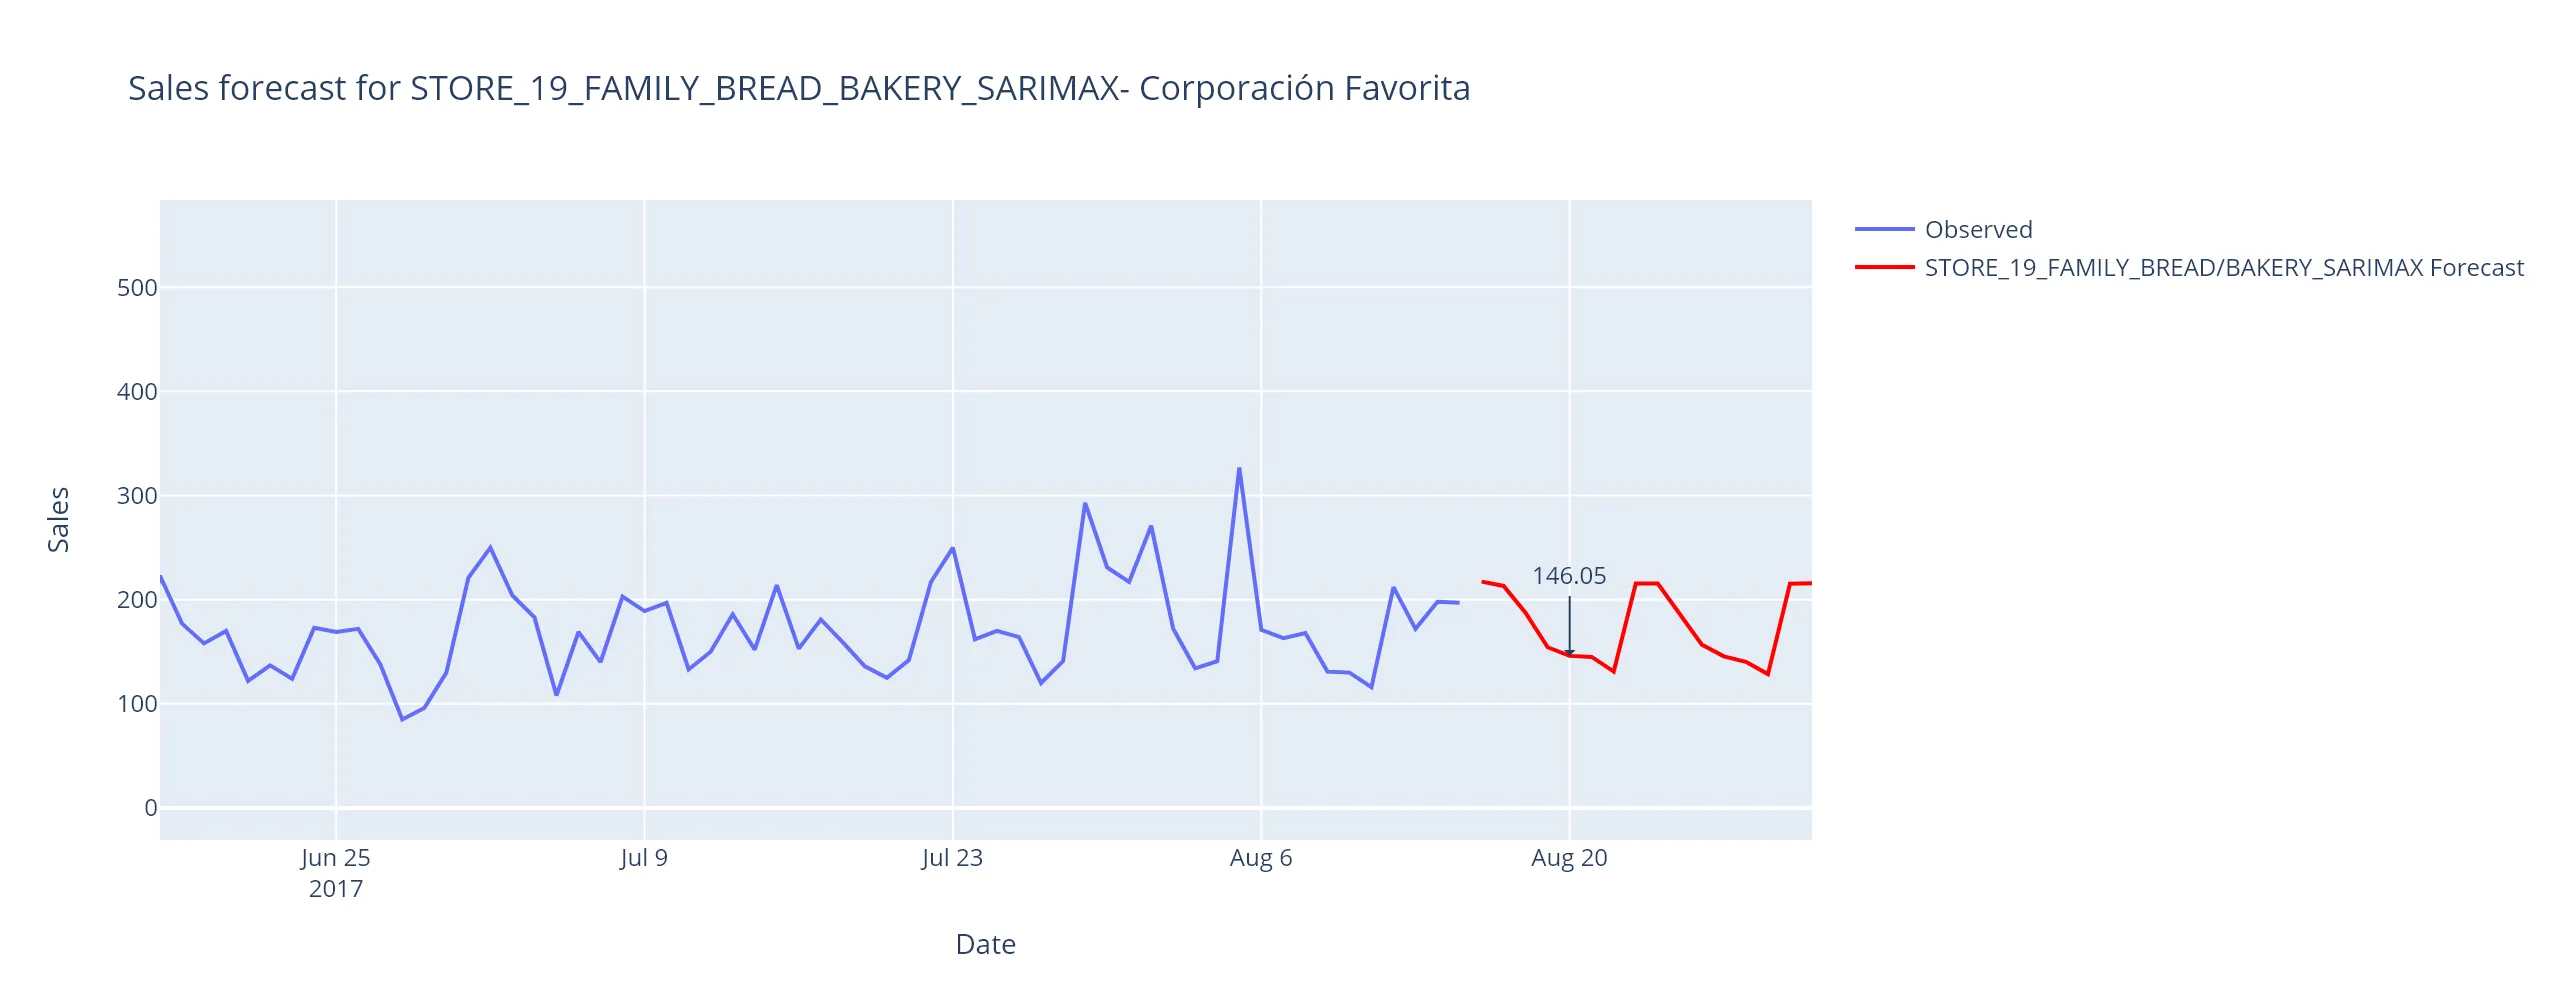 Sales forecast for STORE_19_FAMILY_BREAD_BAKERY_SARIMAX- Corporación Favorita
Observed
STORE_19_FAMILY_BREAD/BAKERY_SARIMAX Forecast
500
400
300
200
100
0
Sales
146.05
Jun 25
2017
Jul 9
Jul 23
Aug 6
Aug 20
Date